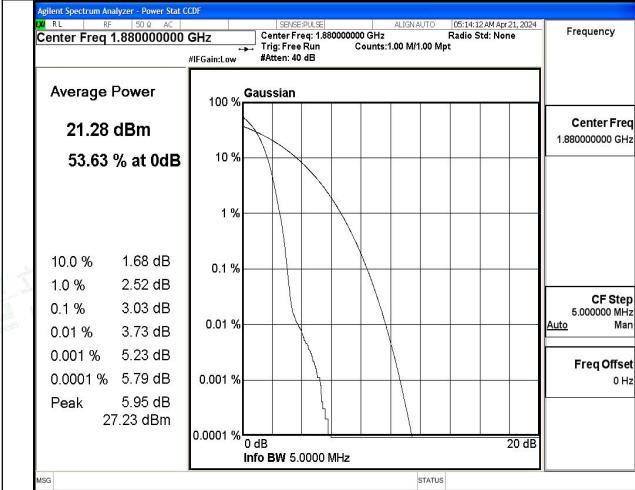 Agilent Spectrum Analyzer - Power Stat CCDF
RL RF 50 Ω AC SENSE:PULSE ALIGN AUTO 05:14:12 AM Apr 21, 2024
Center Freq 1.880000000 GHz
Center Freq: 1.880000000 GHz
Radio Std: None
Trig: Free Run
Counts:1.00 M/1.00 Mpt
#IFGain:Low
#Atten: 40 dB
Frequency
Average Power
21.28 dBm
53.63 % at 0dB
10.0 % 1.68 dB
1.0 % 2.52 dB
0.1 % 3.03 dB
0.01 % 3.73 dB
0.001 % 5.23 dB
0.0001 % 5.79 dB
Peak 5.95 dB
27.23 dBm
Gaussian
100 %
10 %
1 %
0.1 %
0.01 %
0.001 %
0.0001 %
0 dB
20 dB
Info BW 5.0000 MHz
Center Freq
1.880000000 GHz
CF Step
5.000000 MHz
Auto Man
Freq Offset
0 Hz
MSG
STATUS